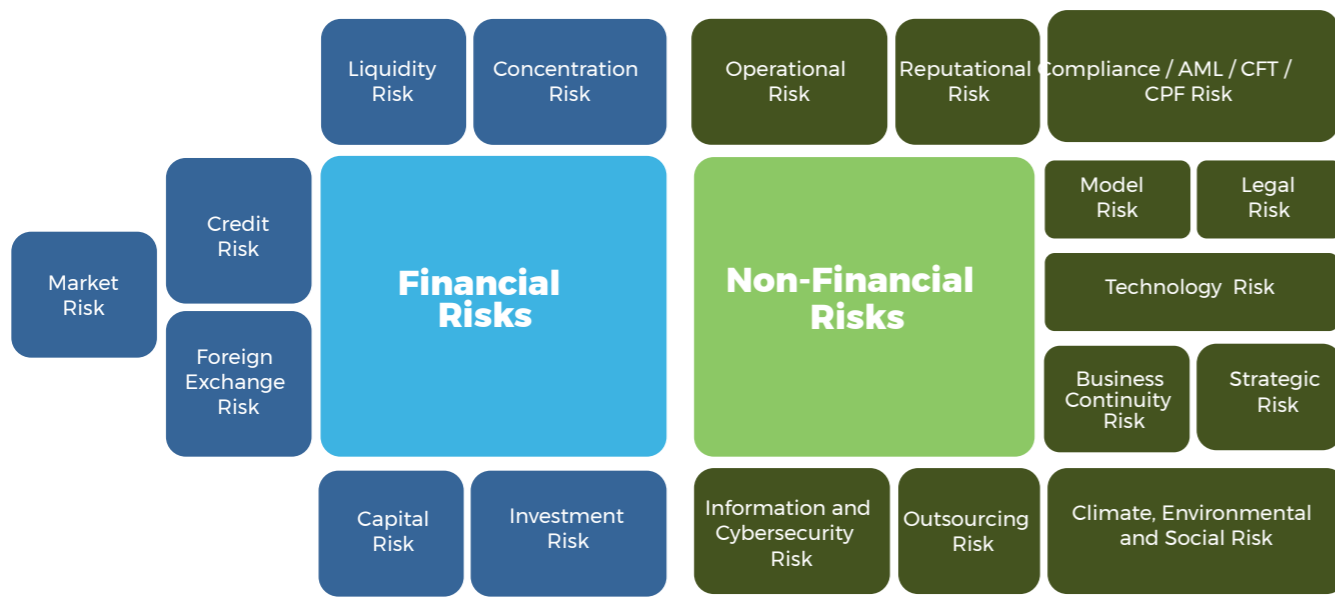 Liquidity
Risk
Concentration
Risk
Operational
Risk
Reputational
Risk
Compliance / AML / CFT /
CPF Risk
Market
Risk
Credit
Risk
Foreign
Exchange
Risk
Financial
Risks
Non-Financial
Risks
Model
Risk
Legal
Risk
Technology Risk
Business
Continuity
Risk
Strategic
Risk
Capital
Risk
Investment
Risk
Information and
Cybersecurity
Risk
Outsourcing
Risk
Climate, Environmental
and Social Risk